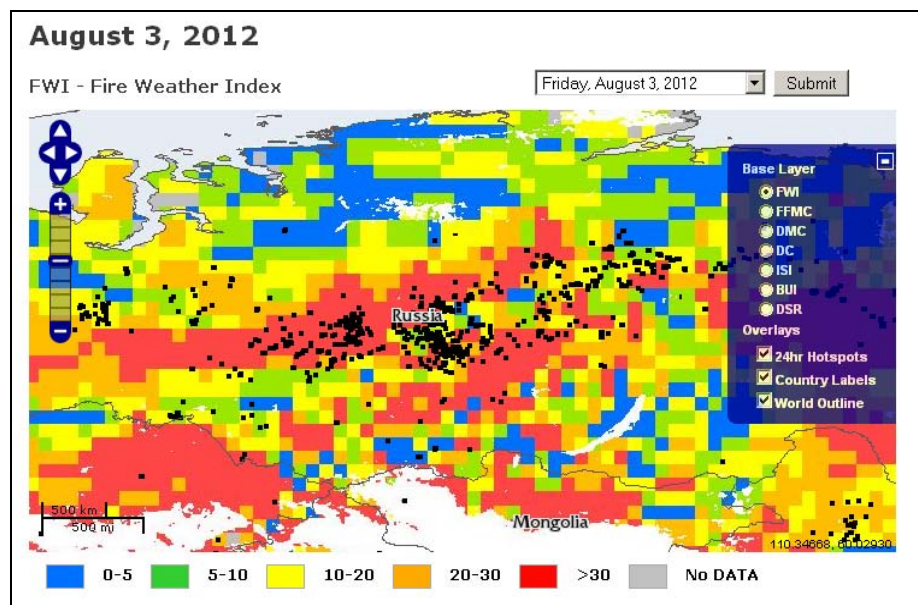 August 3, 2012
FWI - Fire Weather Index
Friday, August 3, 2012
Submit
Base Layer
FWI
FFMC
DMC
DC
ISI
BUI
DSR
Overlays
24hr Hotspots
Country Labels
World Outline
Russia
Mongolia
500 km
500 mi
110.34668, 60.02930
0-5 5-10 10-20 20-30 >30 No DATA